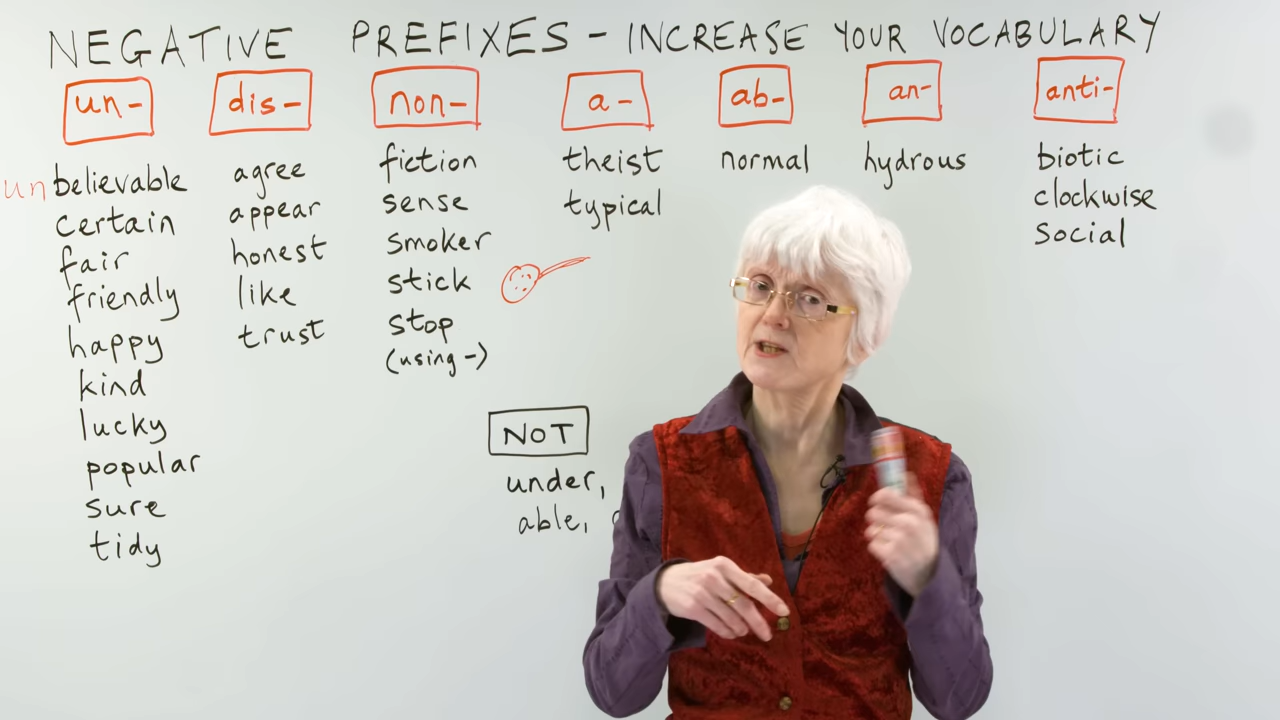 NEGATIVE PREFIXES - INCREASE YOUR VOCABULARY
un-
unbelievable
certain
fair
friendly
happy
kind
lucky
popular
sure
tidy
dis-
agree
appear
honest
like
trust
non-
fiction
sense
smoker
stick
stop
(using -)
a-
theist
typical
ab-
normal
an-
hydrous
anti-
biotic
clockwise
social
NOT
under,
able,